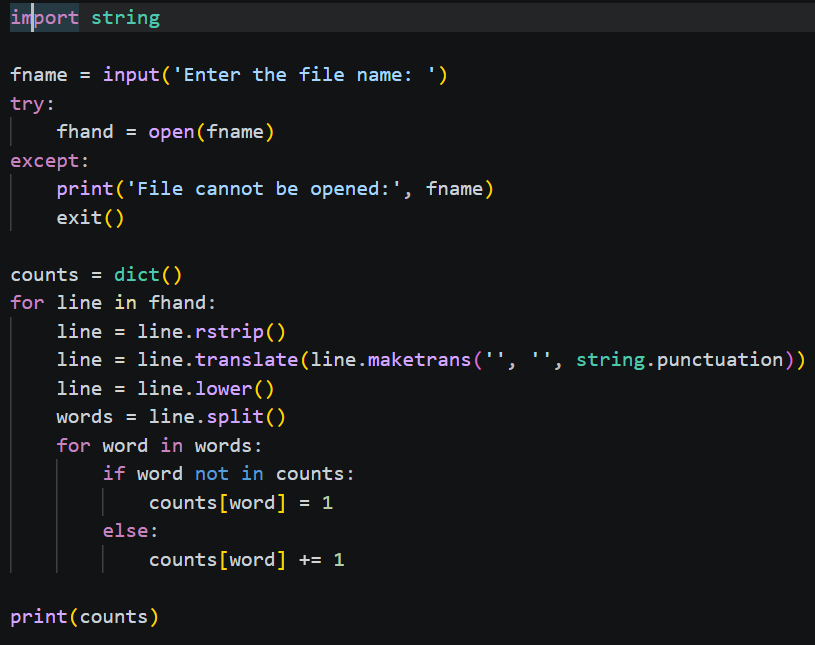 import string

fname = input('Enter the file name: ')
try:
    fhand = open(fname)
except:
    print('File cannot be opened:', fname)
    exit()

counts = dict()
for line in fhand:
    line = line.rstrip()
    line = line.translate(line.maketrans('', '', string.punctuation))
    line = line.lower()
    words = line.split()
    for word in words:
        if word not in counts:
            counts[word] = 1
        else:
            counts[word] += 1

print(counts)